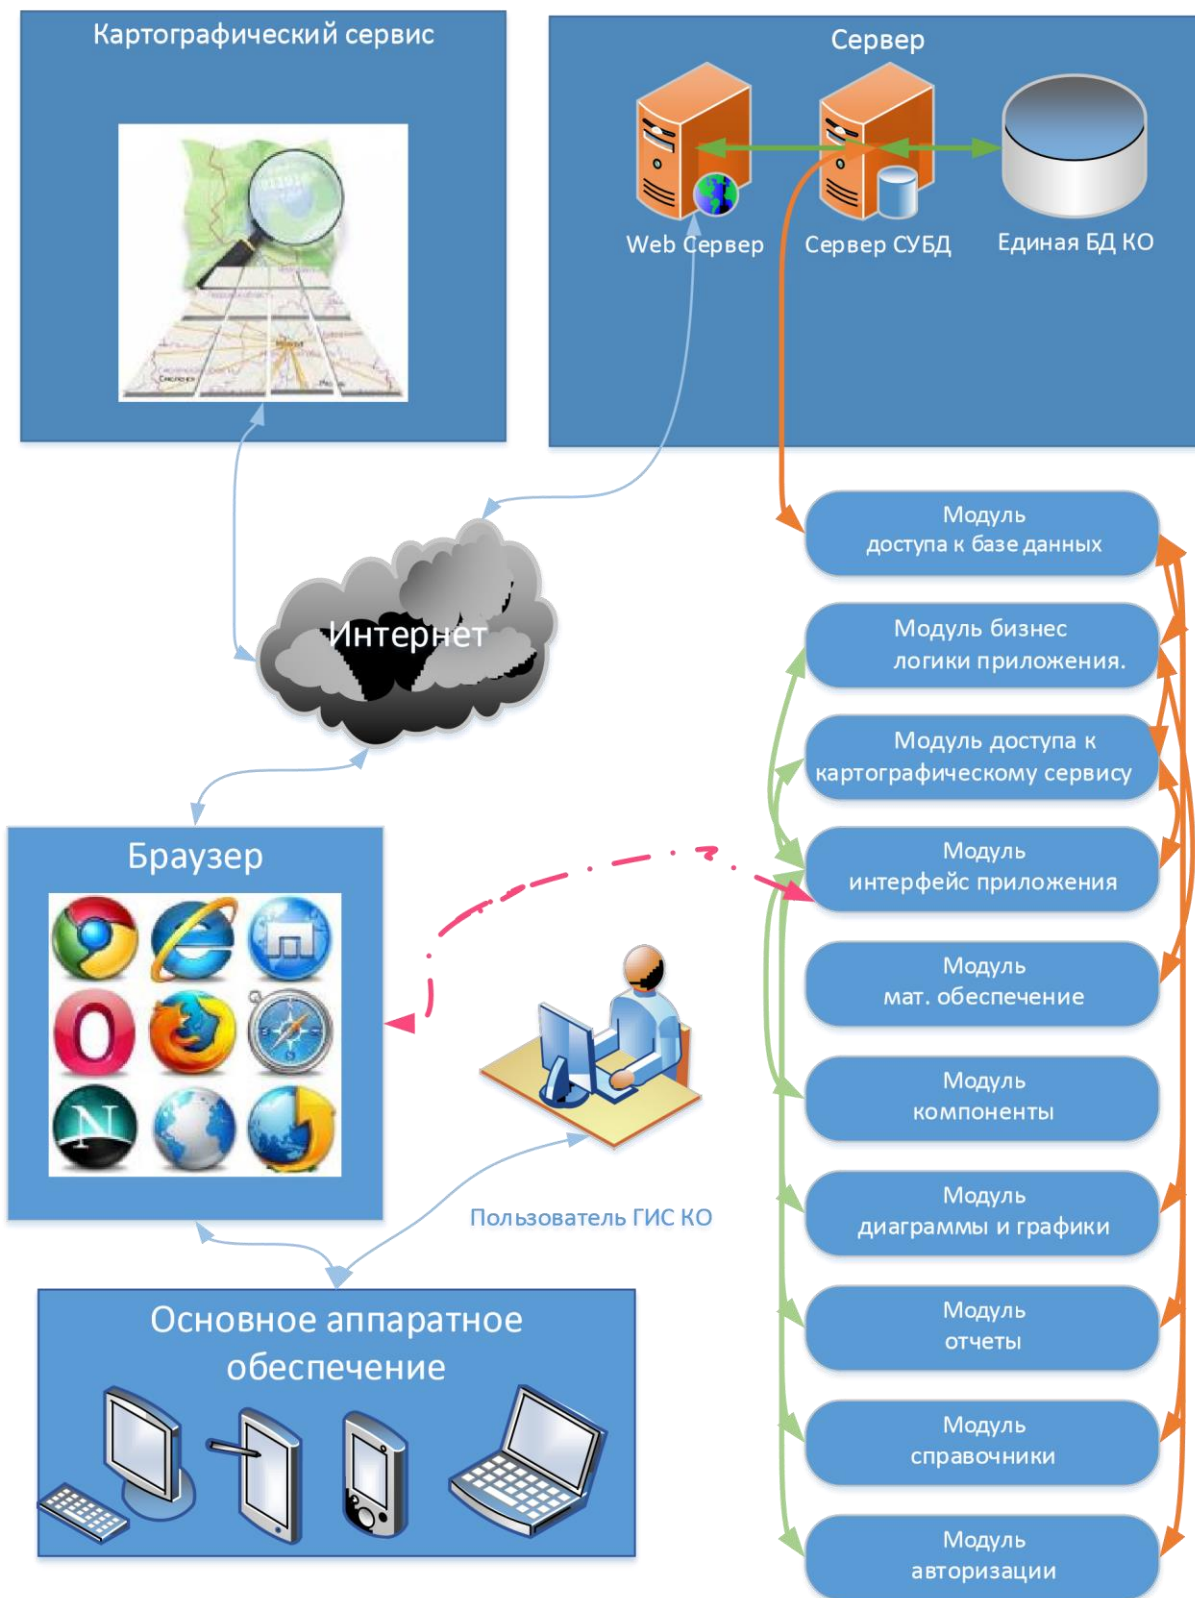 Картографический сервис
Сервер
Web Сервер
Сервер СУБД
Единая БД КО
Интернет
Модуль
доступа к базе данных
Модуль бизнес
логики приложения.
Модуль доступа к
картографическому сервису
Модуль
интерфейс приложения
Модуль
мат. обеспечение
Модуль
компоненты
Модуль
диаграммы и графики
Модуль
отчеты
Модуль
справочники
Модуль
авторизации
Браузер
N
Пользователь ГИС КО
Основное аппаратное
обеспечение